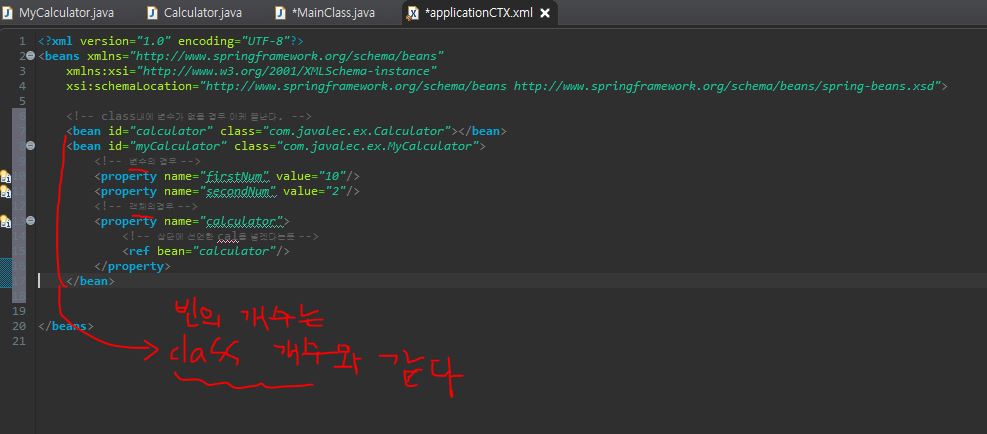 MyCalculator.java Calculator.java *MainClass.java *applicationCTX.xml
1 <?xml version="1.0" encoding="UTF-8"?>
2 <beans xmlns="http://www.springframework.org/schema/beans"
3 xmlns:xsi="http://www.w3.org/2001/XMLSchema-instance"
4 xsi:schemaLocation="http://www.springframework.org/schema/beans http://www.springframework.org/schema/beans/spring-beans.xsd">
5
6 <!-- class내에 변수가 없을 경우 이케 끝난다. -->
7 <bean id="calculator" class="com.javalec.ex.Calculator"></bean>
8 <bean id="myCalculator" class="com.javalec.ex.MyCalculator">
9 <!-- 변수의 경우 -->
10 <property name="firstNum" value="10"/>
11 <property name="secondNum" value="2"/>
12 <!-- 객체의경우 -->
13 <property name="calculator">
14 <!-- 상단에 선언한 cal을 -->
15 <ref bean="calculator"/>
16 </property>
17 </bean>
18
19
20 </beans>
21
빈의 개수는
class 개수와 같다